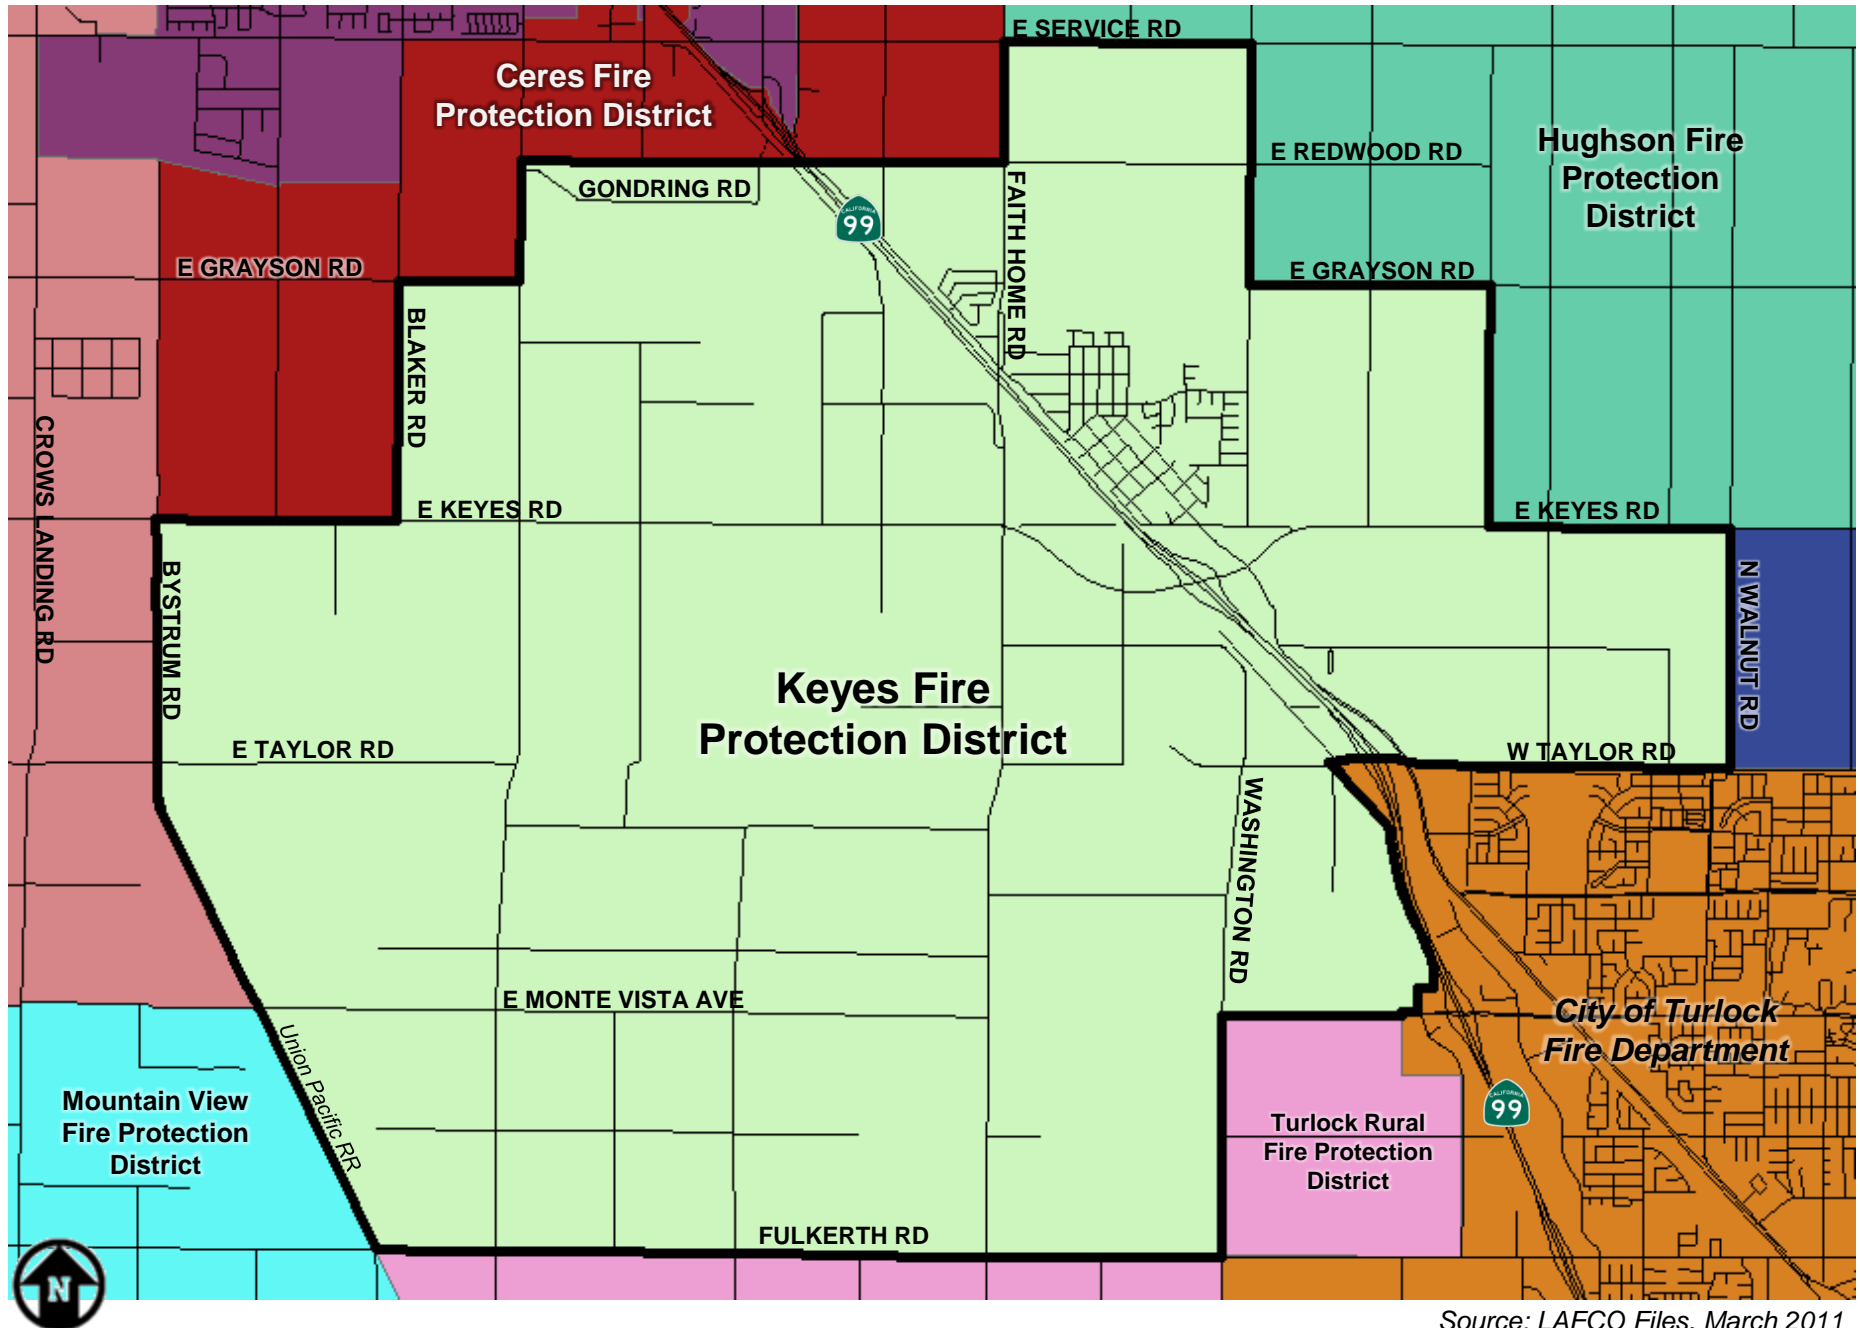 E SERVICE RD
Ceres Fire
Protection District
Hughson Fire
Protection
District
E REDWOOD RD
GONDRING RD
FAITH HOME RD
CALIFORNIA
99
E GRAYSON RD
E GRAYSON RD
BLAKER RD
CROWS LANDING RD
E KEYES RD
E KEYES RD
BYSTRUM RD
N WALNUT RD
Keyes Fire
Protection District
E TAYLOR RD
W TAYLOR RD
WASHINGTON RD
E MONTE VISTA AVE
City of Turlock
Fire Department
Union Pacific RR
Mountain View
Fire Protection
District
CALIFORNIA
99
Turlock Rural
Fire Protection
District
FULKERTH RD
N
Source: LAFCO Files, March 2011